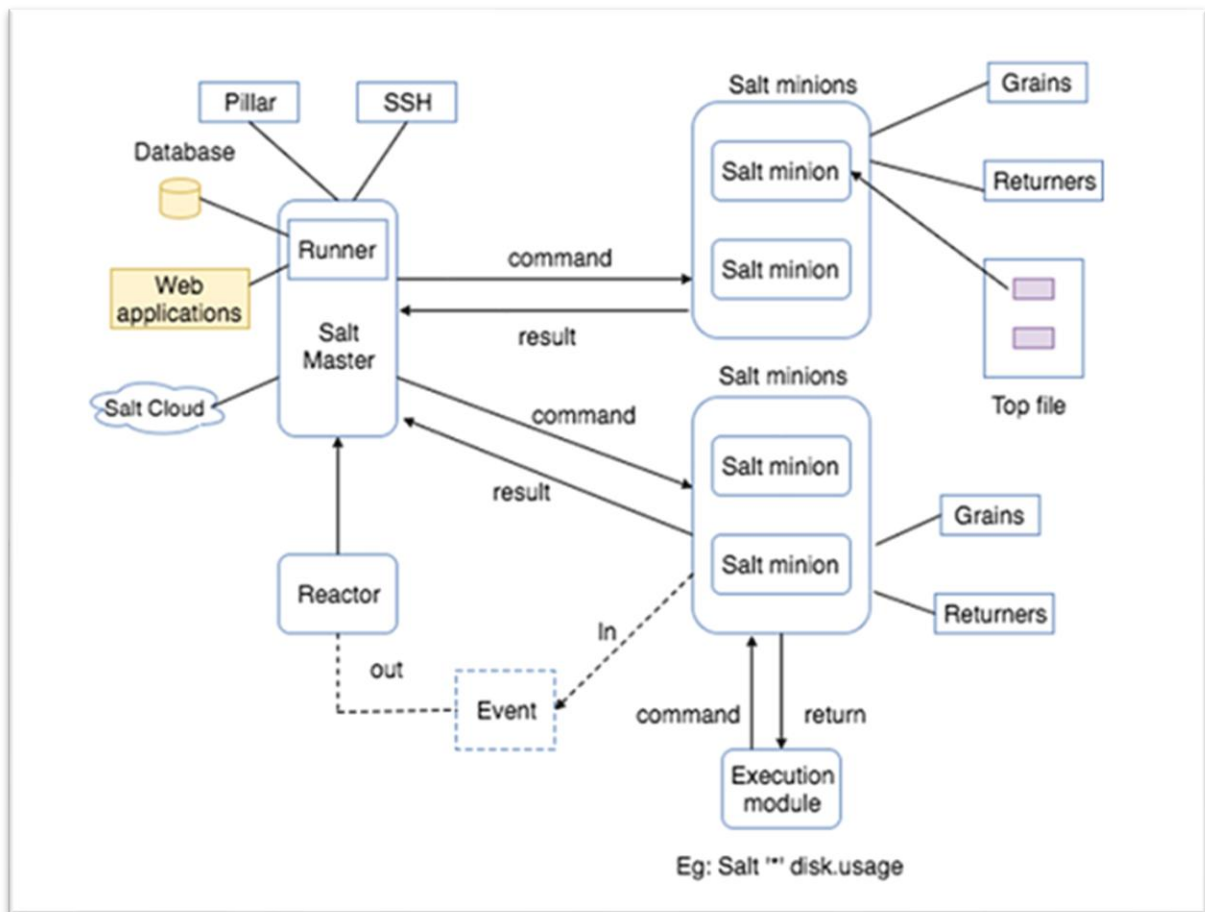 Pillar
SSH
Database
Runner
Web
applications
Salt
Master
Salt Cloud
command
result
Salt minions
Salt minion
Salt minion
Grains
Returners
Top file
command
result
Salt minions
Salt minion
Salt minion
Grains
Returners
Reactor
out
In
Event
command
return
Execution
module
Eg: Salt '*' disk.usage